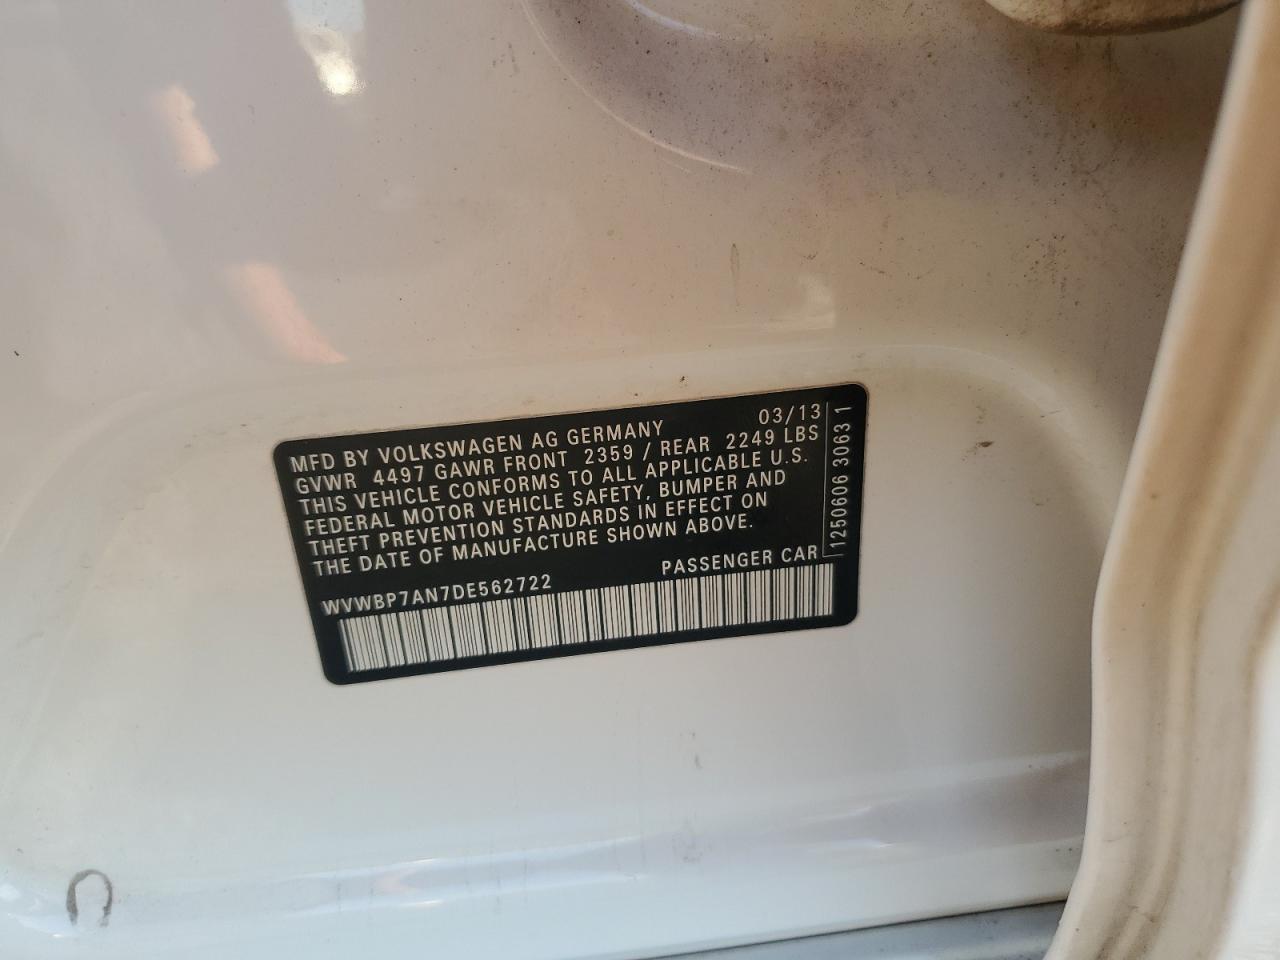 MFD BY VOLKSWAGEN AG GERMANY 03/13
GVWR 4497 GAWR FRONT 2359 / REAR 2249 LBS
THIS VEHICLE CONFORMS TO ALL APPLICABLE U.S.
FEDERAL MOTOR VEHICLE SAFETY, BUMPER AND
THEFT PREVENTION STANDARDS IN EFFECT ON
THE DATE OF MANUFACTURE SHOWN ABOVE.
PASSENGER CAR
WVWBP7AN7DE562722
1250606 30631